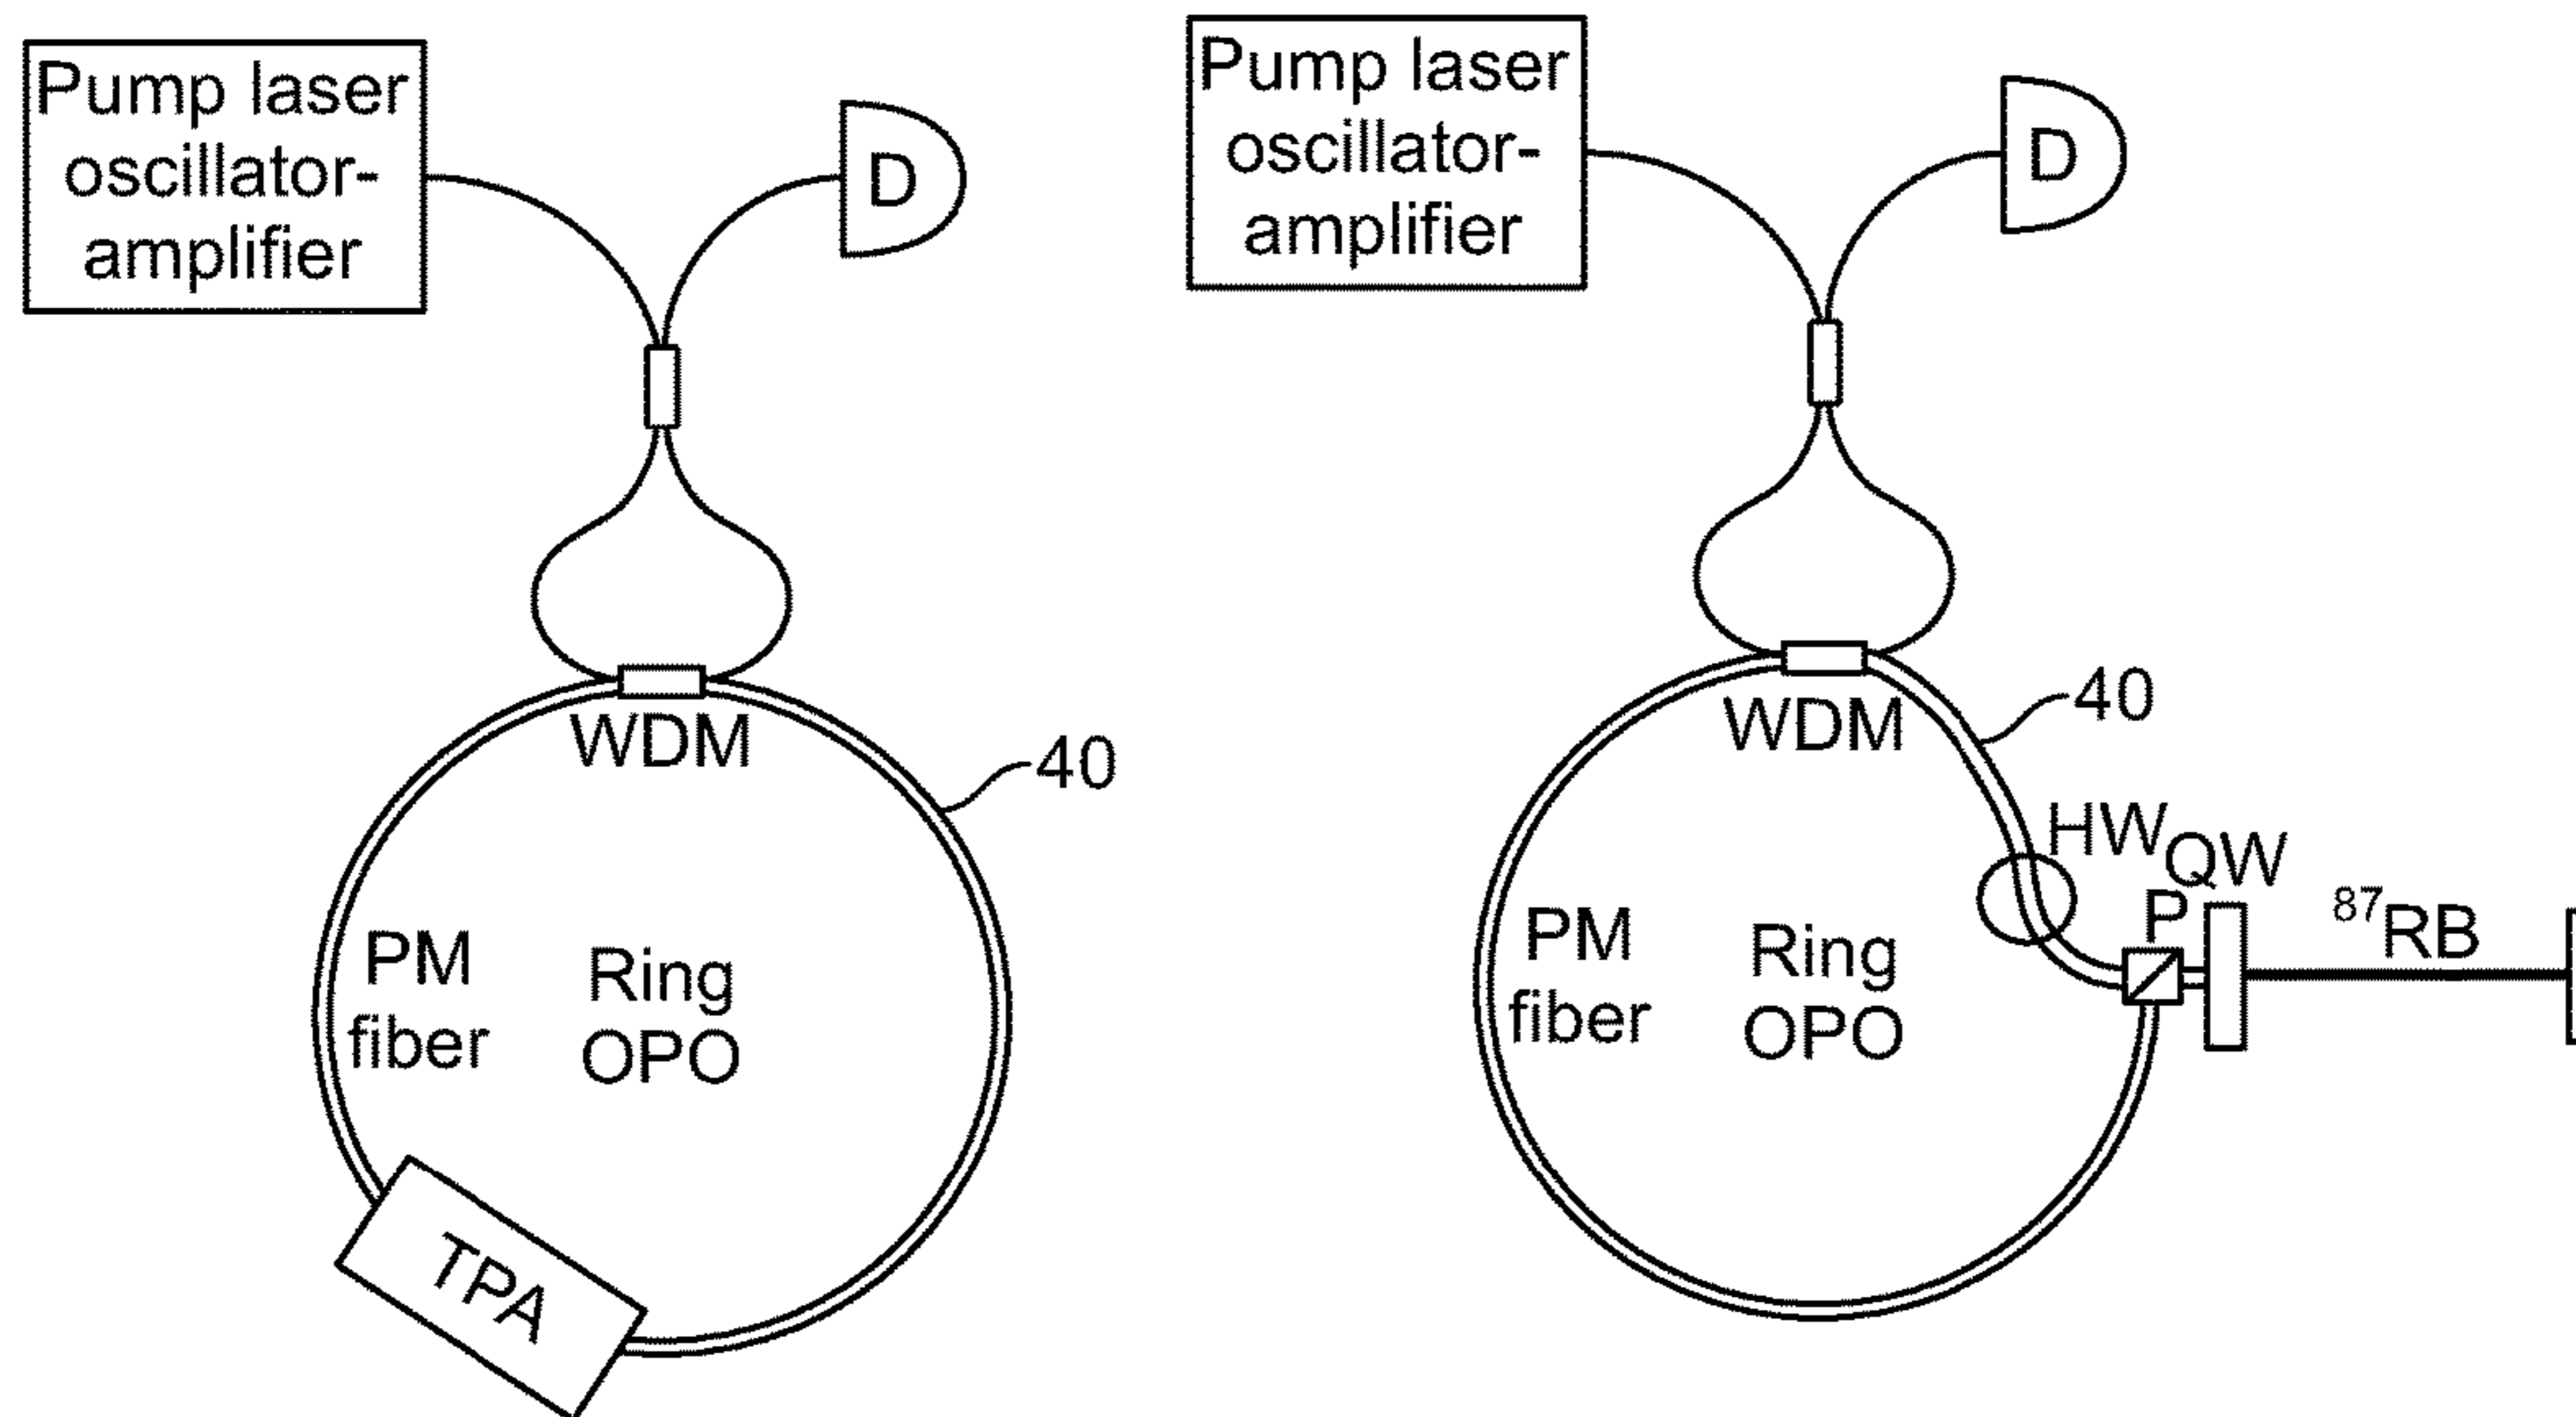 Pump laser
oscillator-
amplifier
D
WDM
40
PM
fiber
Ring
OPO
TPA
Pump laser
oscillator-
amplifier
D
WDM
40
HW
QW
P
87RB
PM
fiber
Ring
OPO